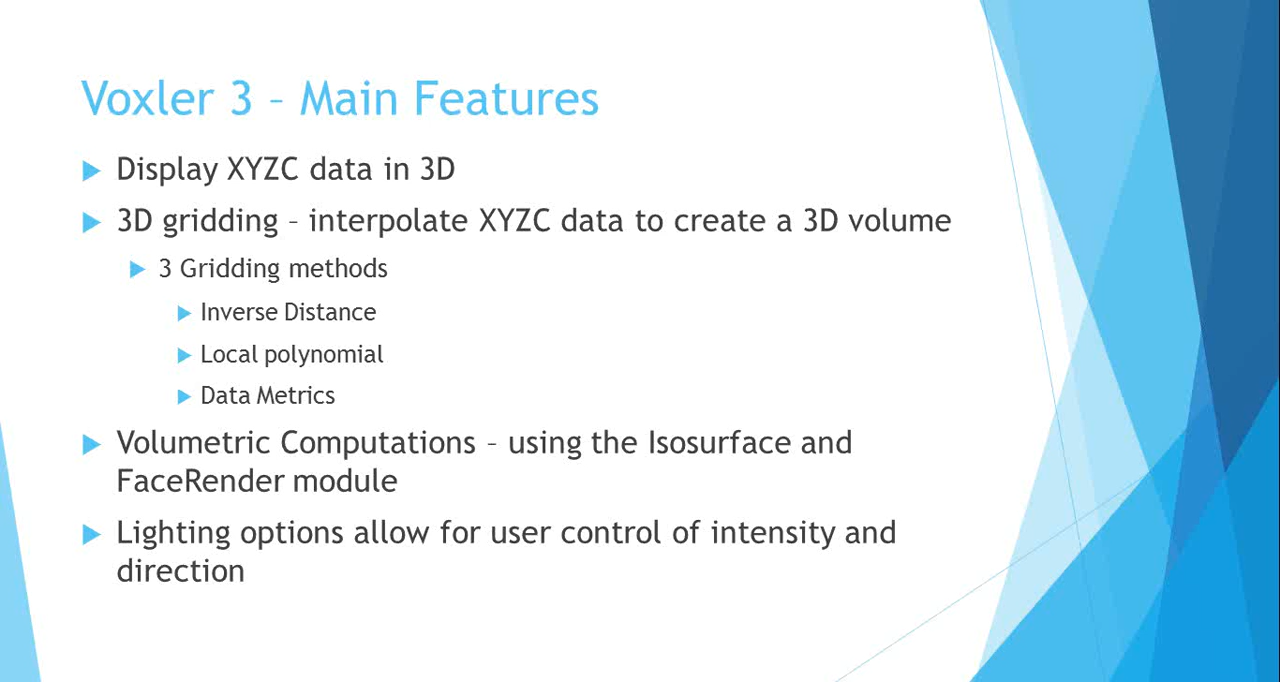 Voxler 3 – Main Features
Display XYZC data in 3D
3D gridding – interpolate XYZC data to create a 3D volume
3 Gridding methods
Inverse Distance
Local polynomial
Data Metrics
Volumetric Computations – using the Isosurface and
FaceRender module
Lighting options allow for user control of intensity and
direction